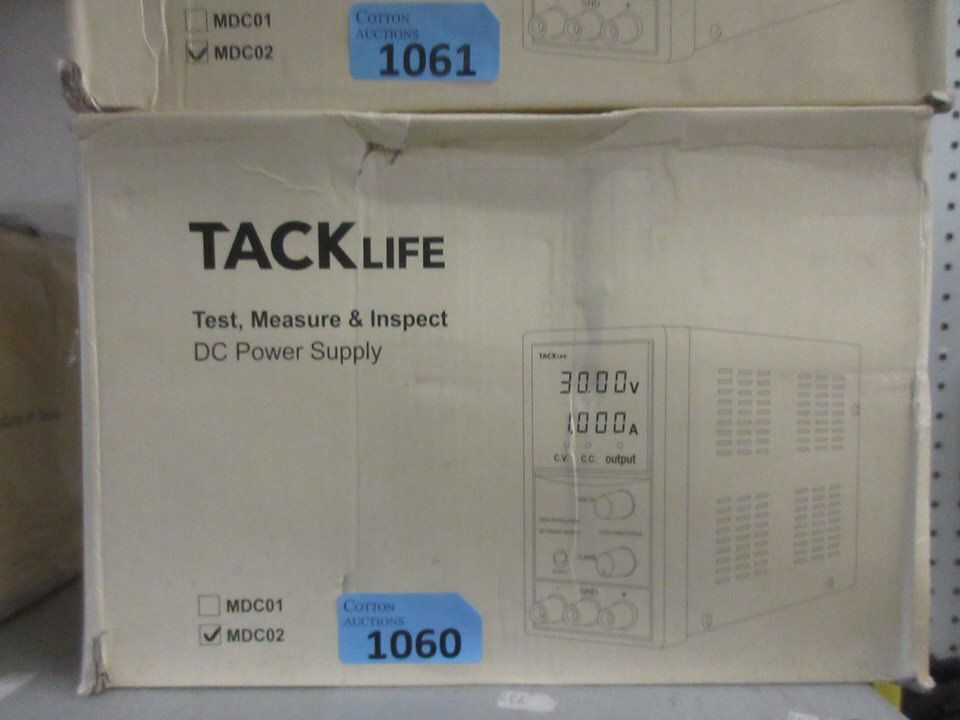 MDC01
MDC02
COTTON
AUCTIONS
1061
GND
+
TACKLIFE
Test, Measure & Inspect
DC Power Supply
TACKLIFE
30.00V
1.000A
C.V. C.C. output
GND
+
MDC01
MDC02
COTTON
AUCTIONS
1060